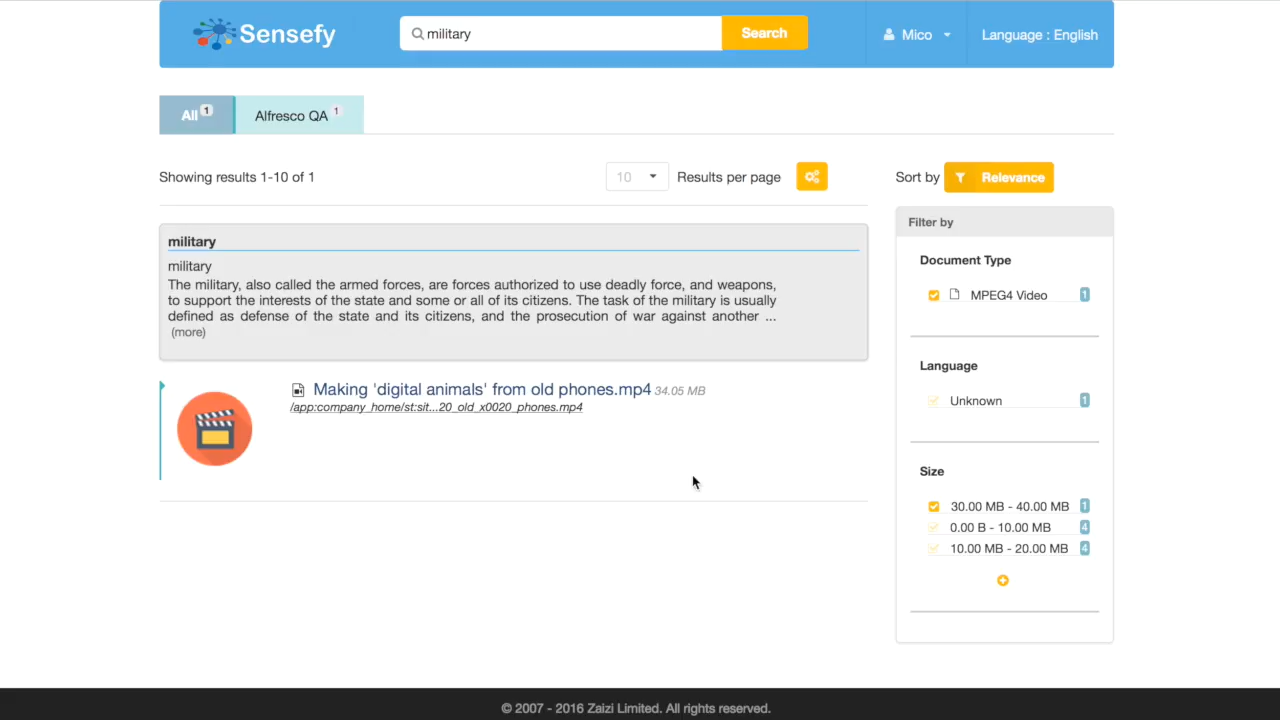 Sensefy
military
Search
Mico
Language : English
All 1
Alfresco QA 1
Showing results 1-10 of 1
10
Results per page
Sort by
Relevance
military
military
The military, also called the armed forces, are forces authorized to use deadly force, and weapons,
to support the interests of the state and some or all of its citizens. The task of the military is usually
defined as defense of the state and its citizens, and the prosecution of war against another ...
(more)
Making 'digital animals' from old phones.mp4 34.05 MB
/app:company_home/st:sit...20_old_x0020_phones.mp4
Filter by
Document Type
MPEG4 Video 1
Language
Unknown 1
Size
30.00 MB - 40.00 MB 1
0.00 B - 10.00 MB 4
10.00 MB - 20.00 MB 4
© 2007 - 2016 Zaizi Limited. All rights reserved.